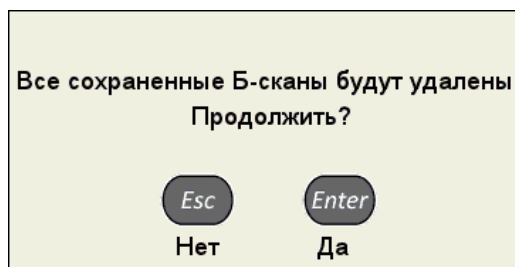 Все сохраненные Б-сканы будут удалены
Продолжить?
Esc Enter
Нет Да